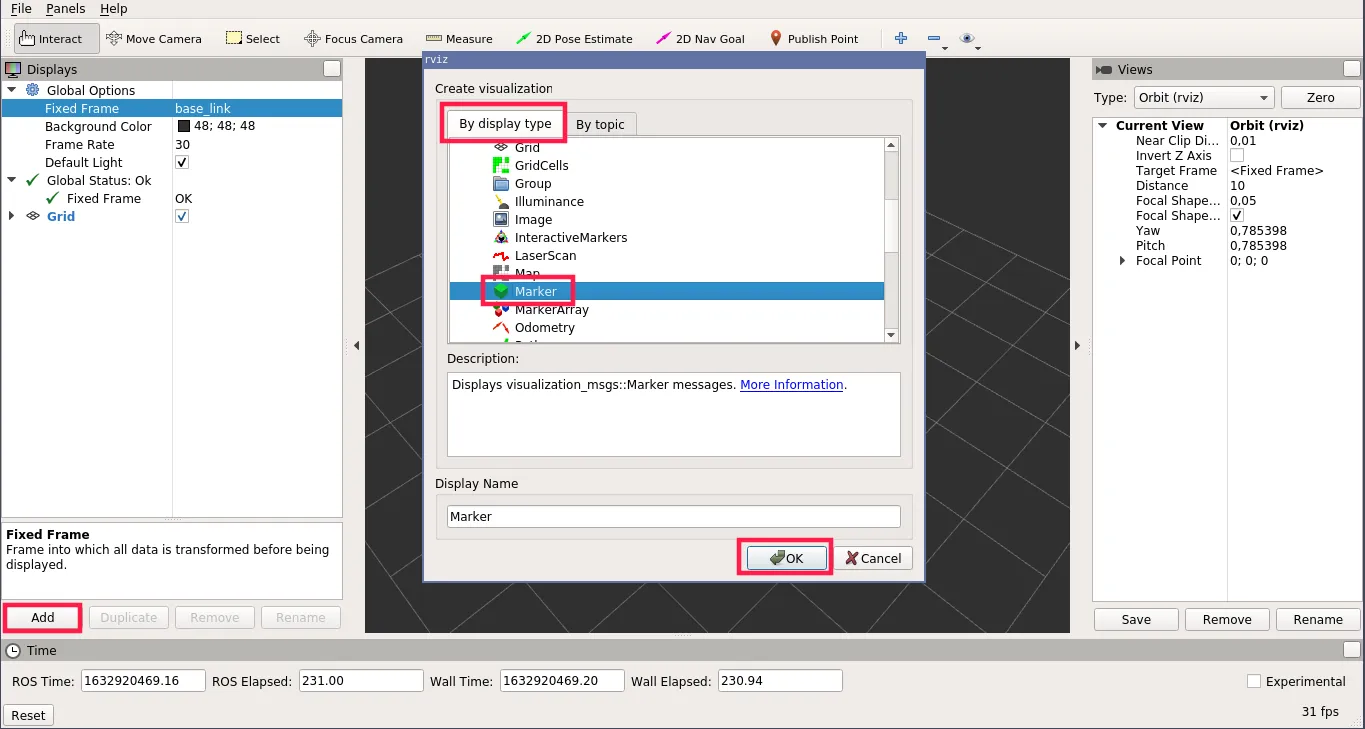 File Panels Help
Interact Move Camera Select Focus Camera Measure 2D Pose Estimate 2D Nav Goal Publish Point
Displays
Global Options
Fixed Frame base_link
Background Color 48; 48; 48
Frame Rate 30
Default Light
Global Status: Ok
Fixed Frame OK
Grid
Fixed Frame
Frame into which all data is transformed before being
displayed.
Add Duplicate Remove Rename
rviz
Create visualization
By display type By topic
Grid
GridCells
Group
Illuminance
Image
InteractiveMarkers
LaserScan
Map
Marker
MarkerArray
Odometry
Description:
Displays visualization_msgs::Marker messages. More Information.
Display Name
Marker
OK Cancel
Views
Type: Orbit (rviz) Zero
Current View Orbit (rviz)
Near Clip Di... 0,01
Invert Z Axis
Target Frame <Fixed Frame>
Distance 10
Focal Shape... 0,05
Focal Shape...
Yaw 0,785398
Pitch 0,785398
Focal Point 0; 0; 0
Save Remove Rename
Time
ROS Time: 1632920469.16 ROS Elapsed: 231.00 Wall Time: 1632920469.20 Wall Elapsed: 230.94 Experimental
Reset 31 fps